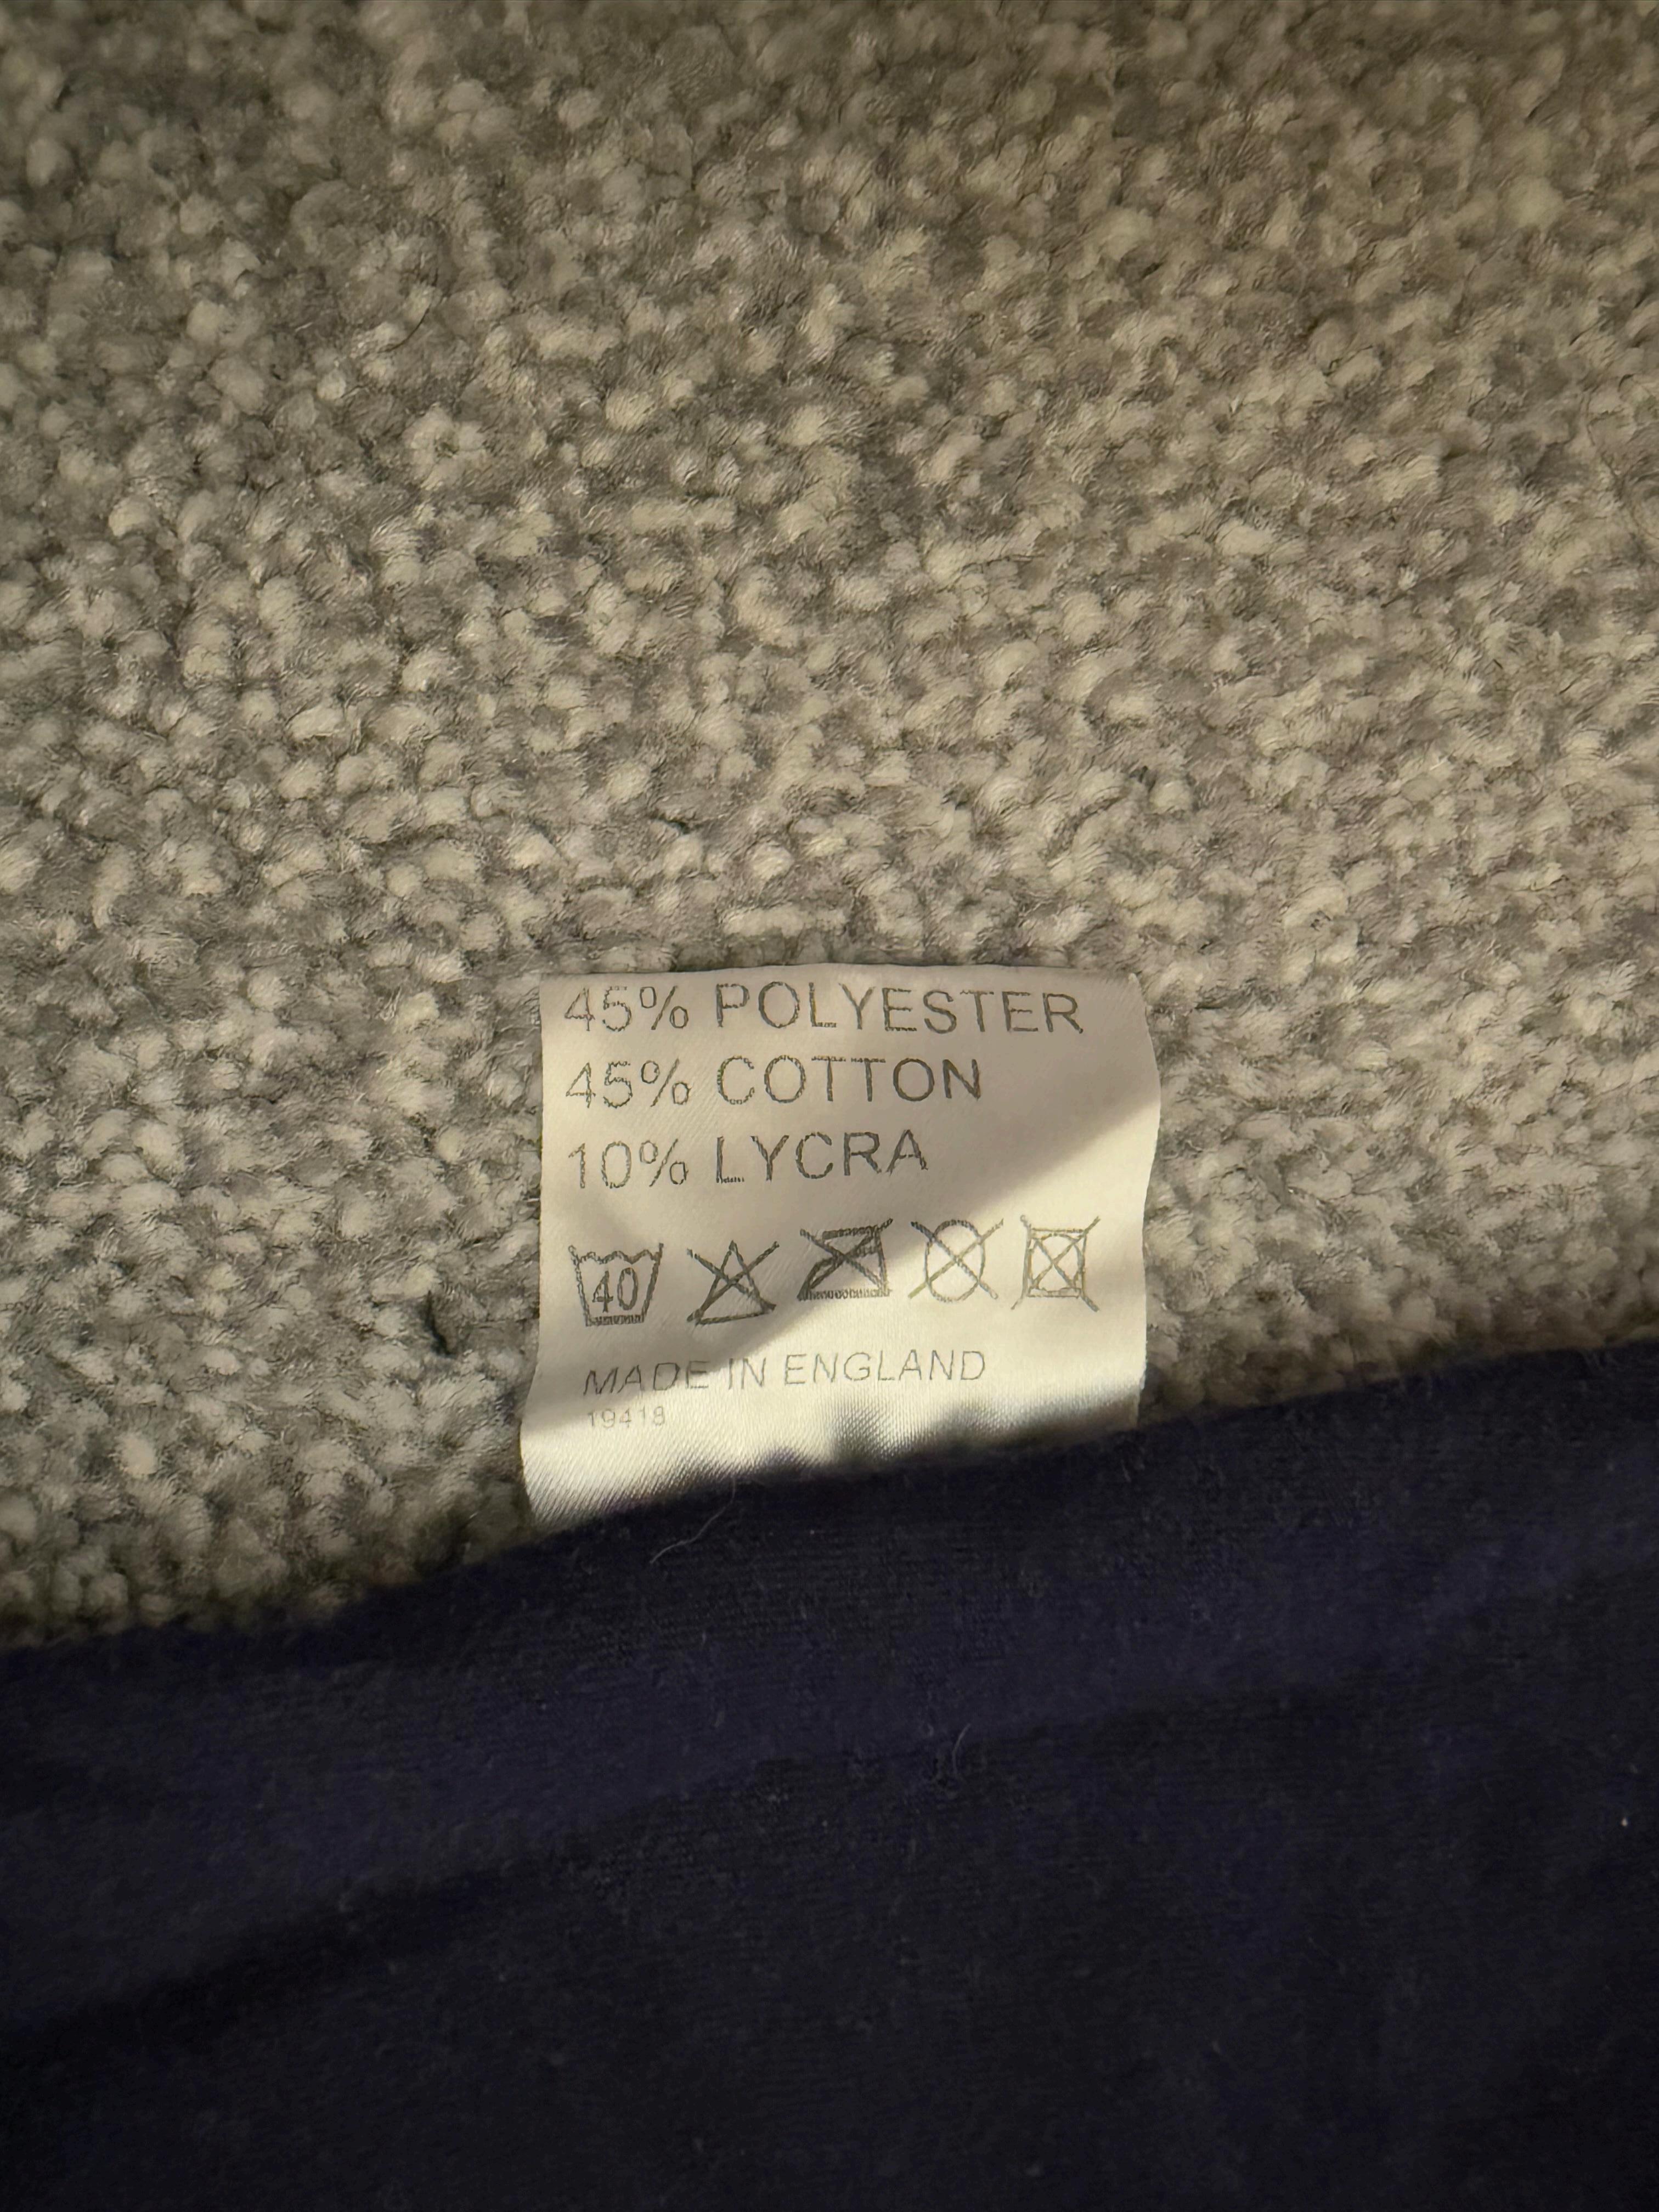 45% POLYESTER
45% COTTON
10% LYCRA
40
MADE IN ENGLAND
19418